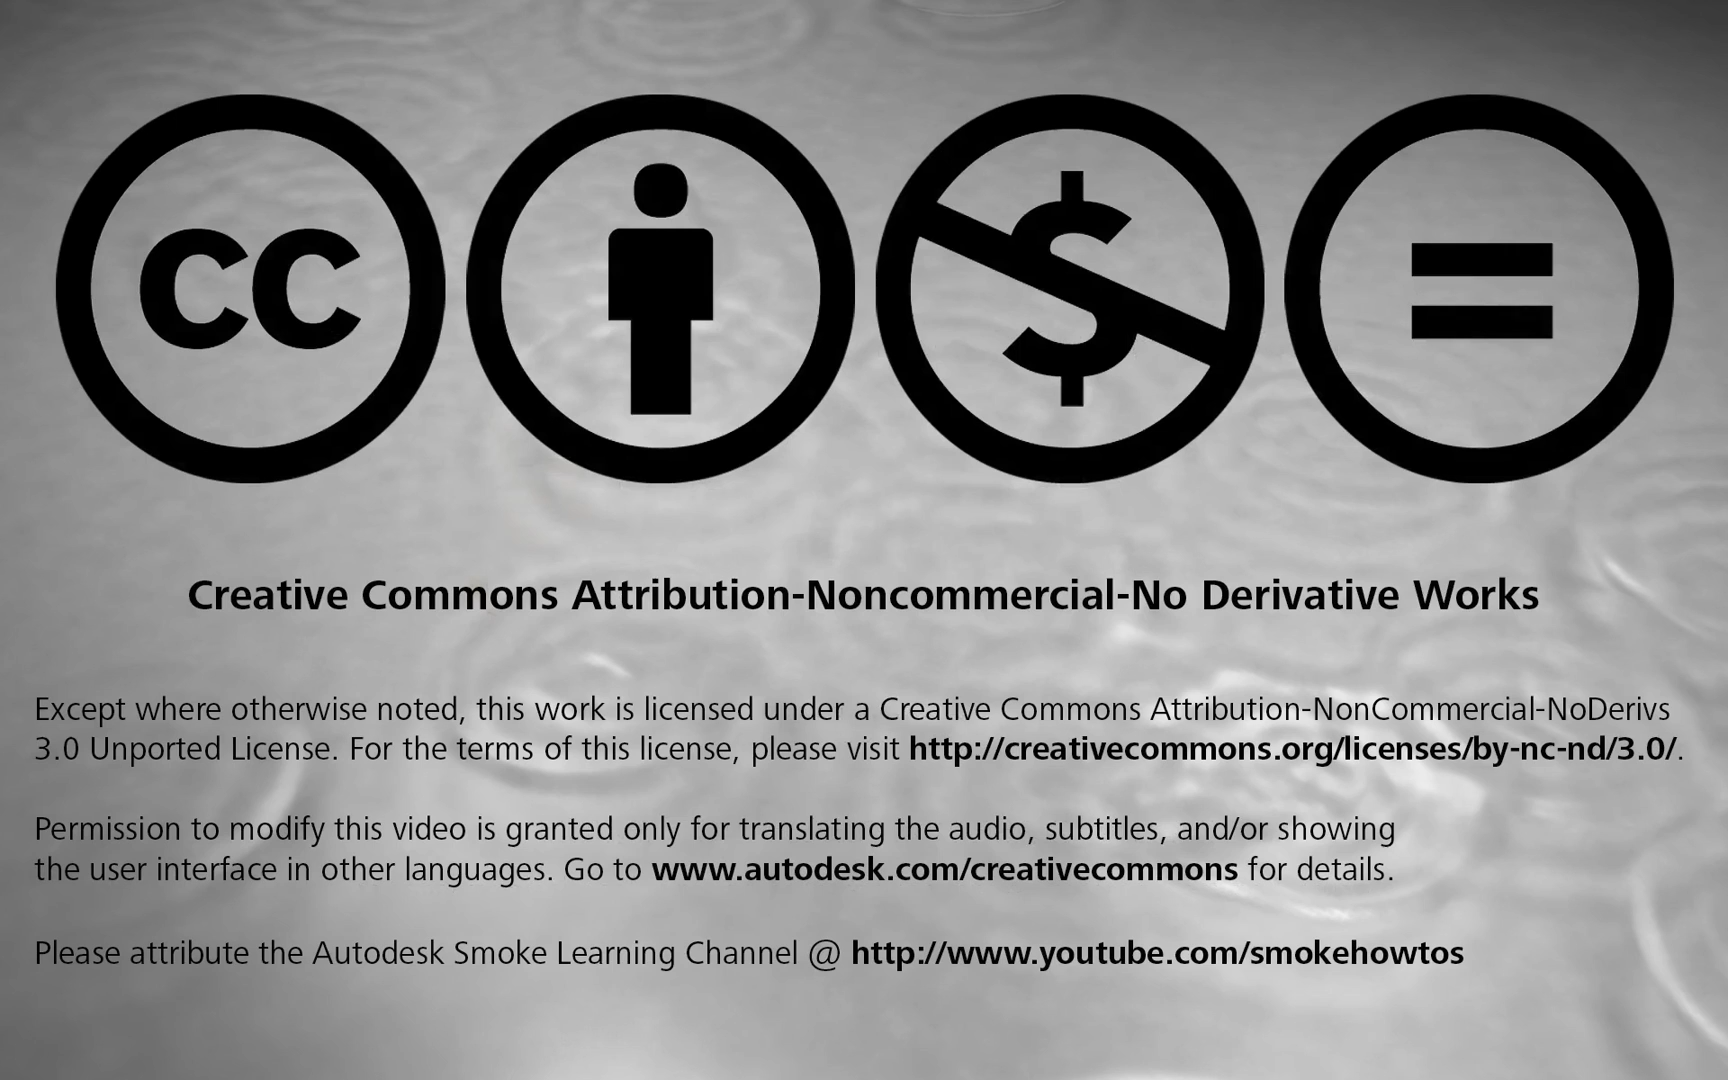 cc
$
=
Creative Commons Attribution-Noncommercial-No Derivative Works
Except where otherwise noted, this work is licensed under a Creative Commons Attribution-NonCommercial-NoDerivs
3.0 Unported License. For the terms of this license, please visit http://creativecommons.org/licenses/by-nc-nd/3.0/.
Permission to modify this video is granted only for translating the audio, subtitles, and/or showing
the user interface in other languages. Go to www.autodesk.com/creativecommons for details.
Please attribute the Autodesk Smoke Learning Channel @ http://www.youtube.com/smokehowtos